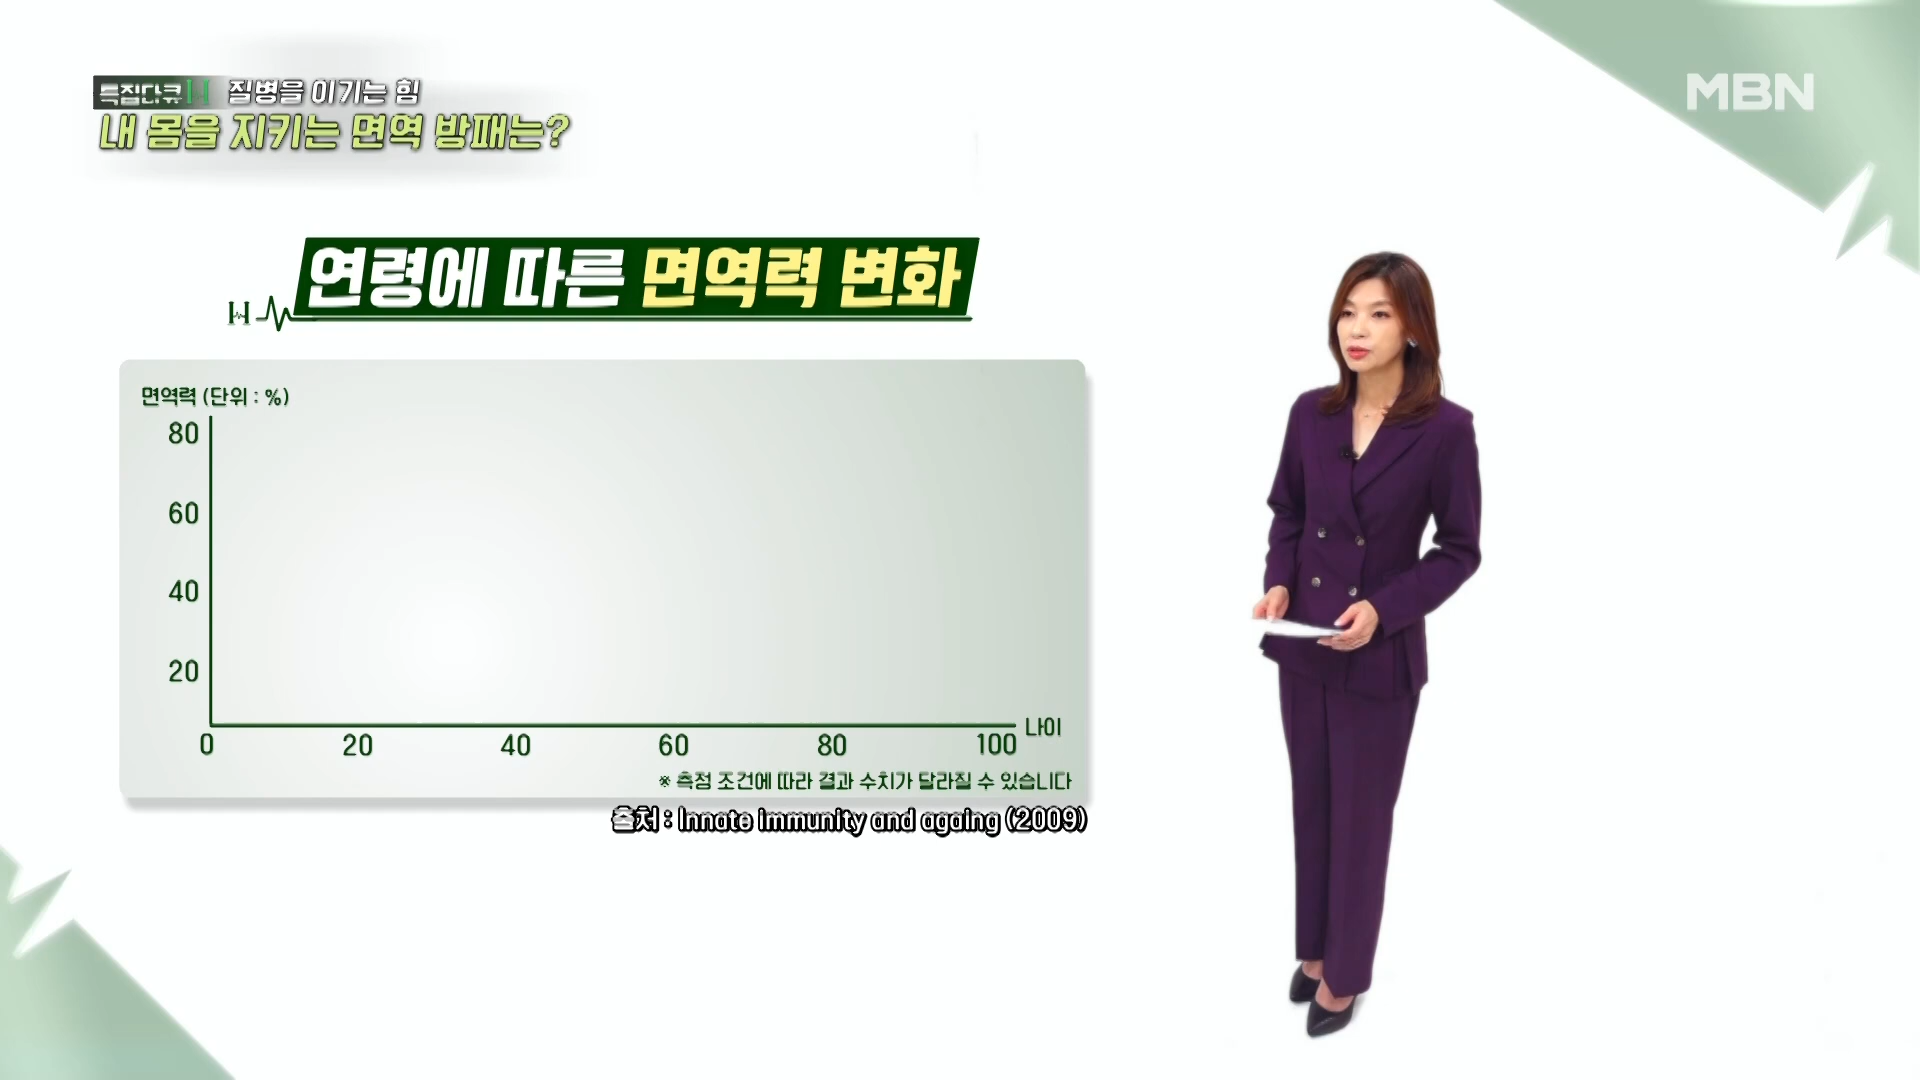 특집다큐 H 질병을 이기는 힘
MBN
내 몸을 지키는 면역 방패는?
연령에 따른 면역력 변화
H
면역력 (단위 : %)
80
60
40
20
0 20 40 60 80 100 나이
※ 측정 조건에 따라 결과 수치가 달라질 수 있습니다
출처 : Innate immunity and ageing (2009)